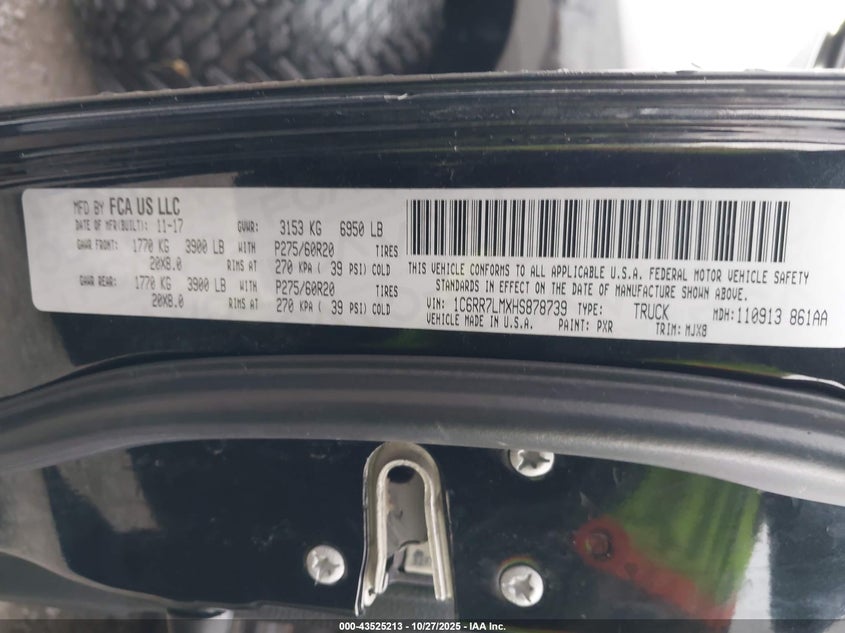 MFD BY FCA US LLC
DATE OF MFR(BUILT): 11-17 GVWR: 3153 KG 6950 LB
GAWR FRONT: 1770 KG 3900 LB WITH P275/60R20 TIRES
20X8.0 RIMS AT 270 KPA ( 39 PSI) COLD
GAWR REAR: 1770 KG 3900 LB WITH P275/60R20 TIRES
20X8.0 RIMS AT 270 KPA ( 39 PSI) COLD
THIS VEHICLE CONFORMS TO ALL APPLICABLE U.S.A. FEDERAL MOTOR VEHICLE SAFETY
STANDARDS IN EFFECT ON THE DATE OF MANUFACTURE SHOWN ABOVE.
VIN: 1C6RR7LMXHS878739 TYPE: TRUCK MDH:110913 861AA
VEHICLE MADE IN U.S.A. PAINT: PXR TRIM: MJX8
000-43525213 - 10/27/2025 - IAA Inc.